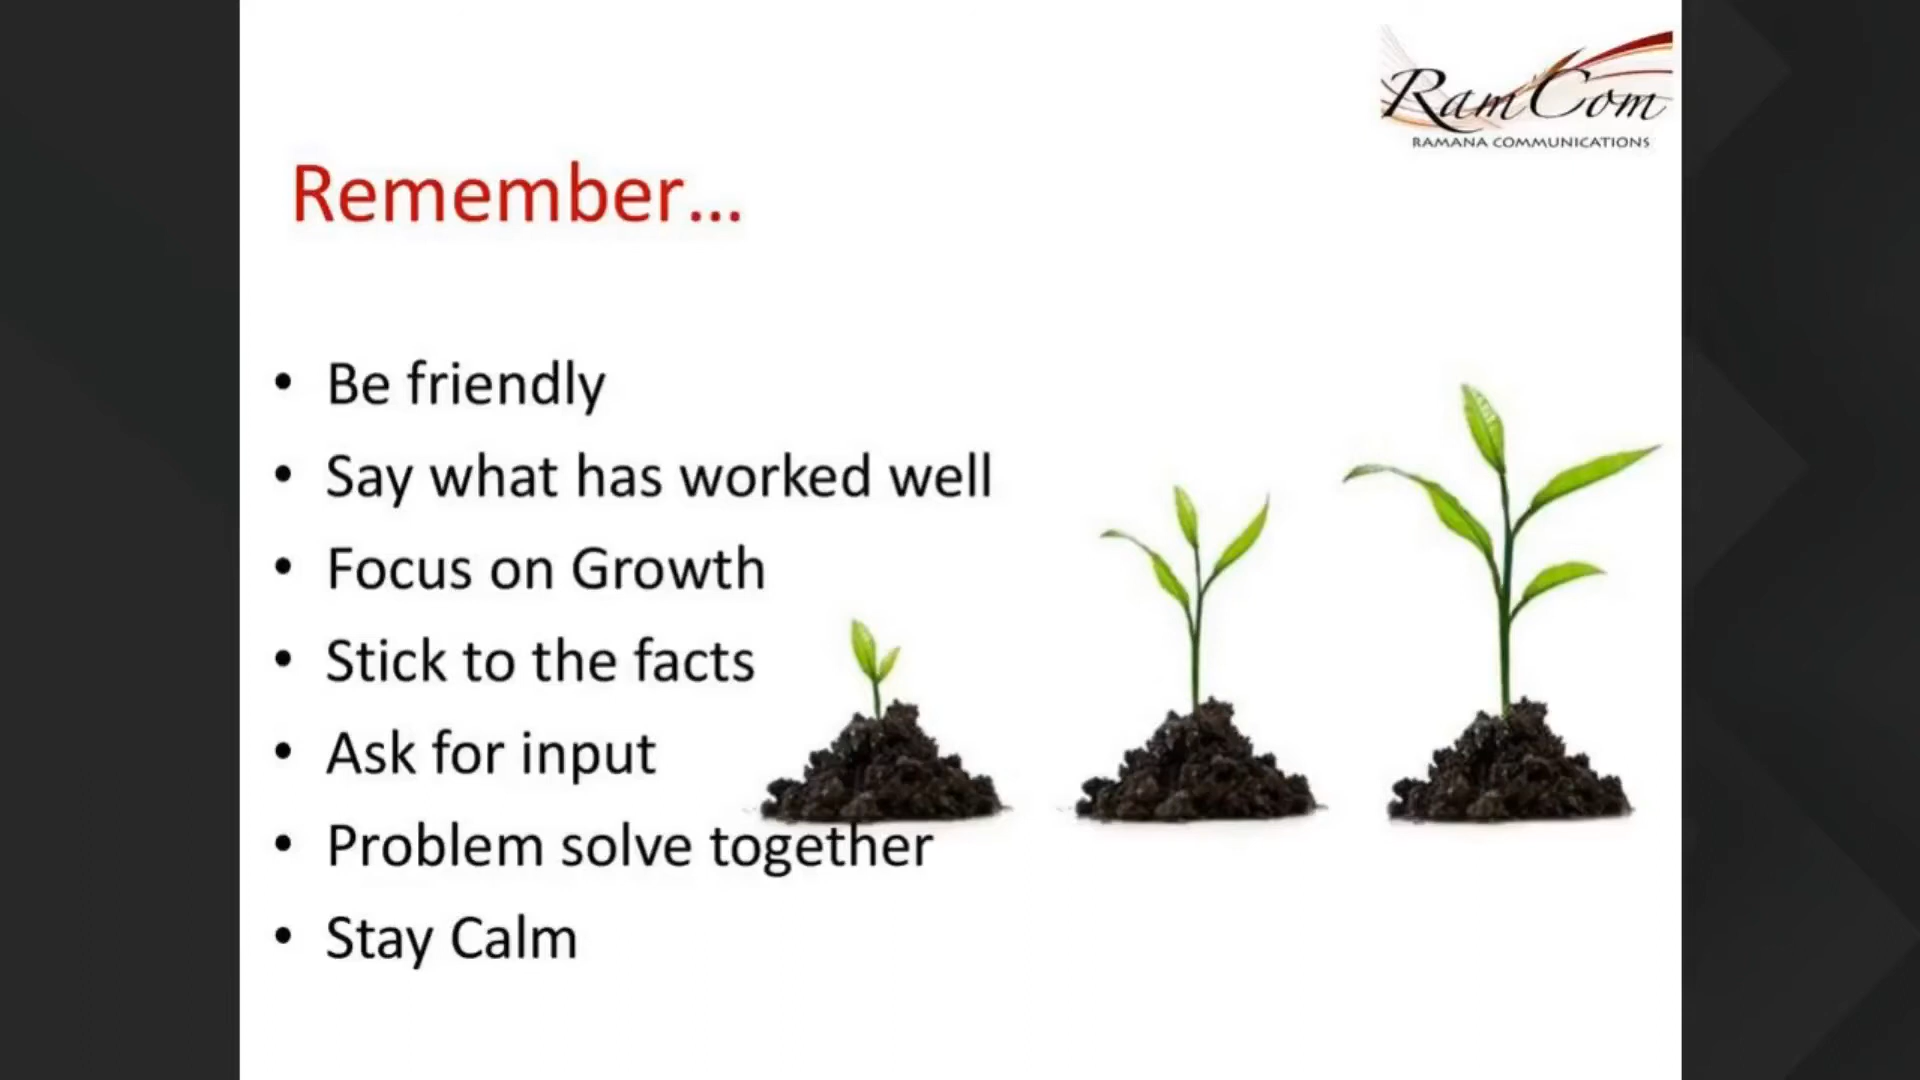 RamCom
RAMANA COMMUNICATIONS
Remember...
• Be friendly
• Say what has worked well
• Focus on Growth
• Stick to the facts
• Ask for input
• Problem solve together
• Stay Calm